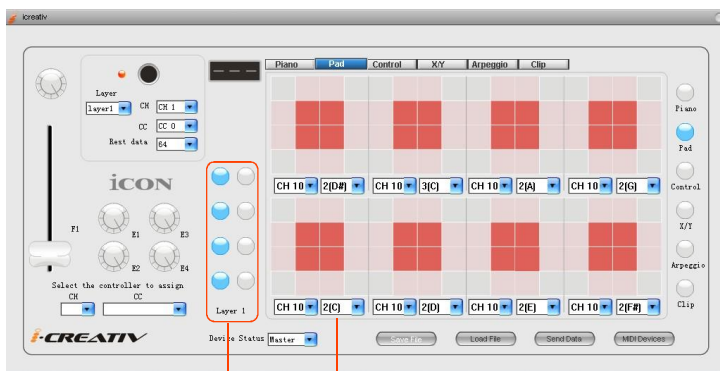 icreativ
Piano Pad Control X/Y Arpeggio Clip
Layer
layer1 CH CH 1
CC CC 0
Rest data 64
iCON
F1
E1 E3
E2 E4
Select the controller to assign
CH CC
Layer 1
CH 10 2(D#) CH 10 3(C) CH 10 2(A) CH 10 2(G)
CH 10 2(C) CH 10 2(D) CH 10 2(E) CH 10 2(F#)
Piano
Pad
Control
X/Y
Arpeggio
Clip
i·CREATIV
Device Status Master Save File Load File Send Data MIDI Devices